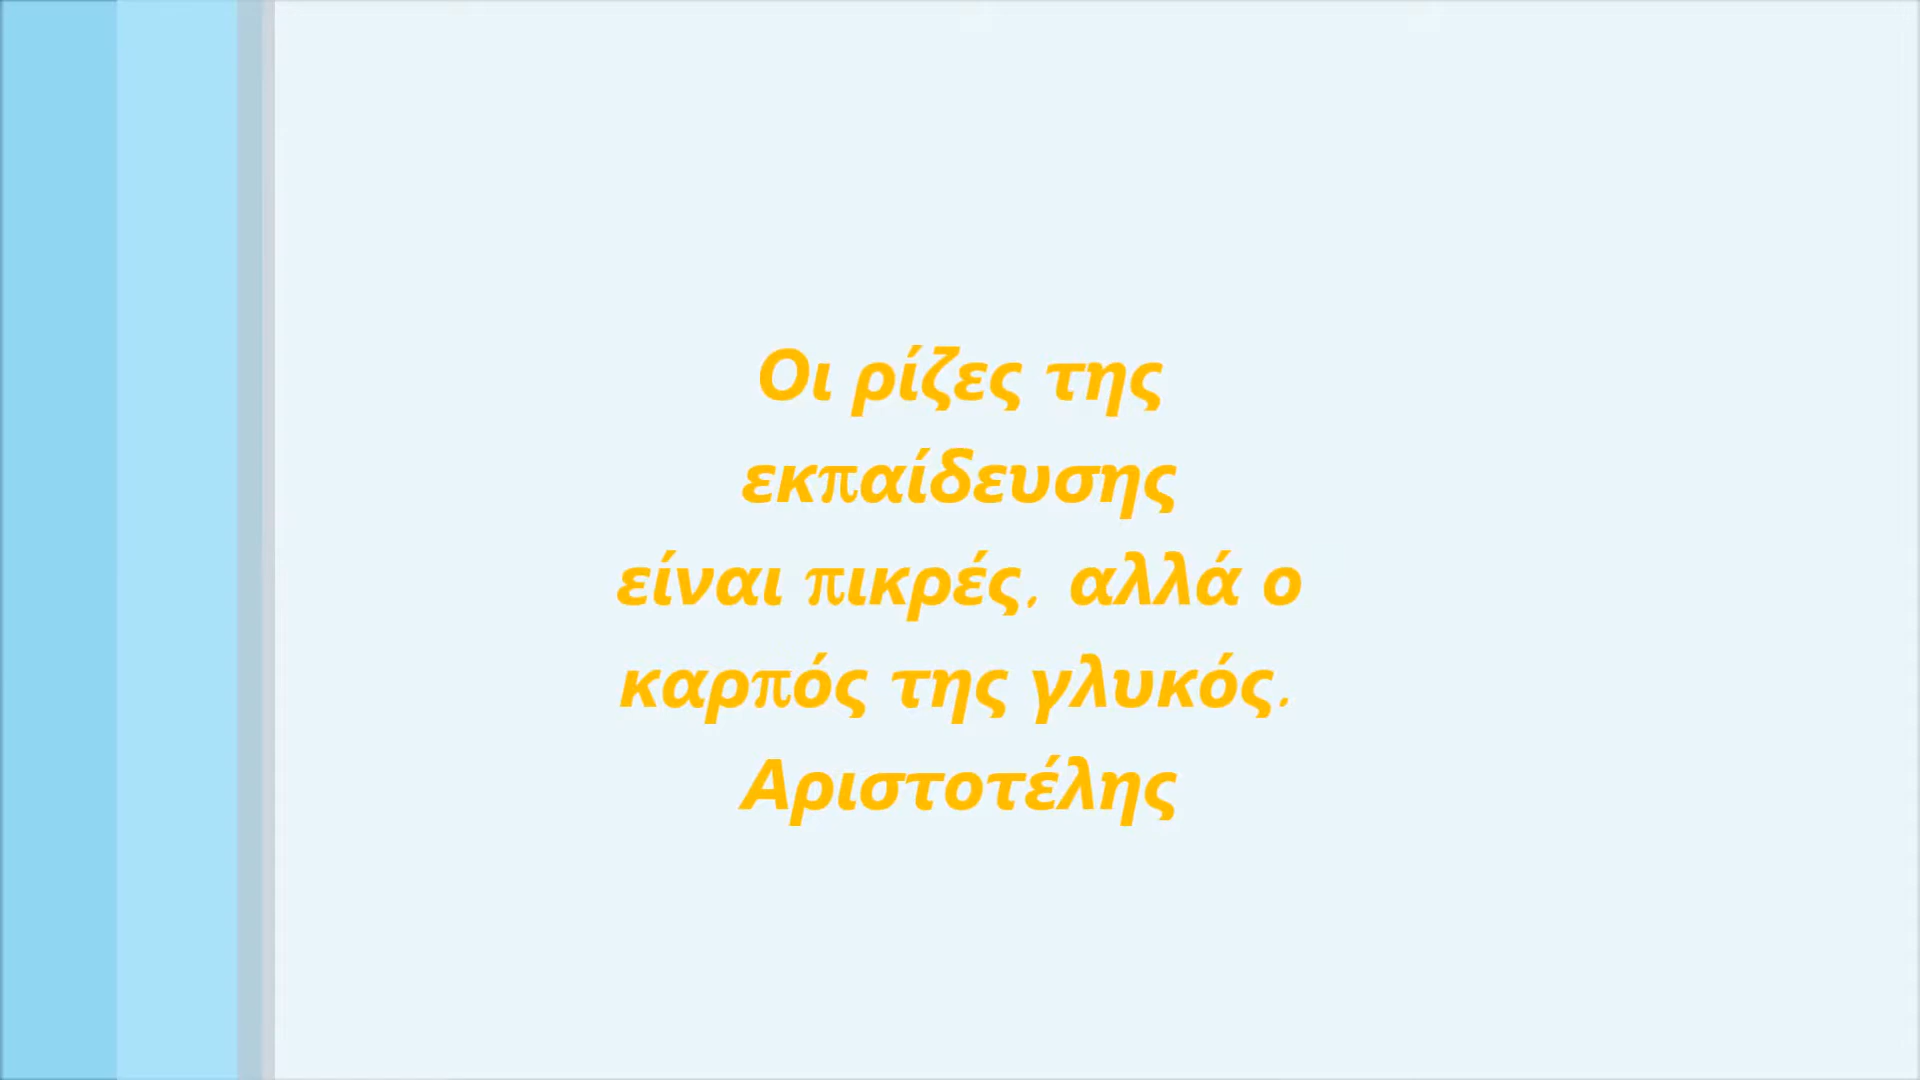 Οι ρίζες της
εκπαίδευσης
είναι πικρές, αλλά ο
καρπός της γλυκός.
Αριστοτέλης